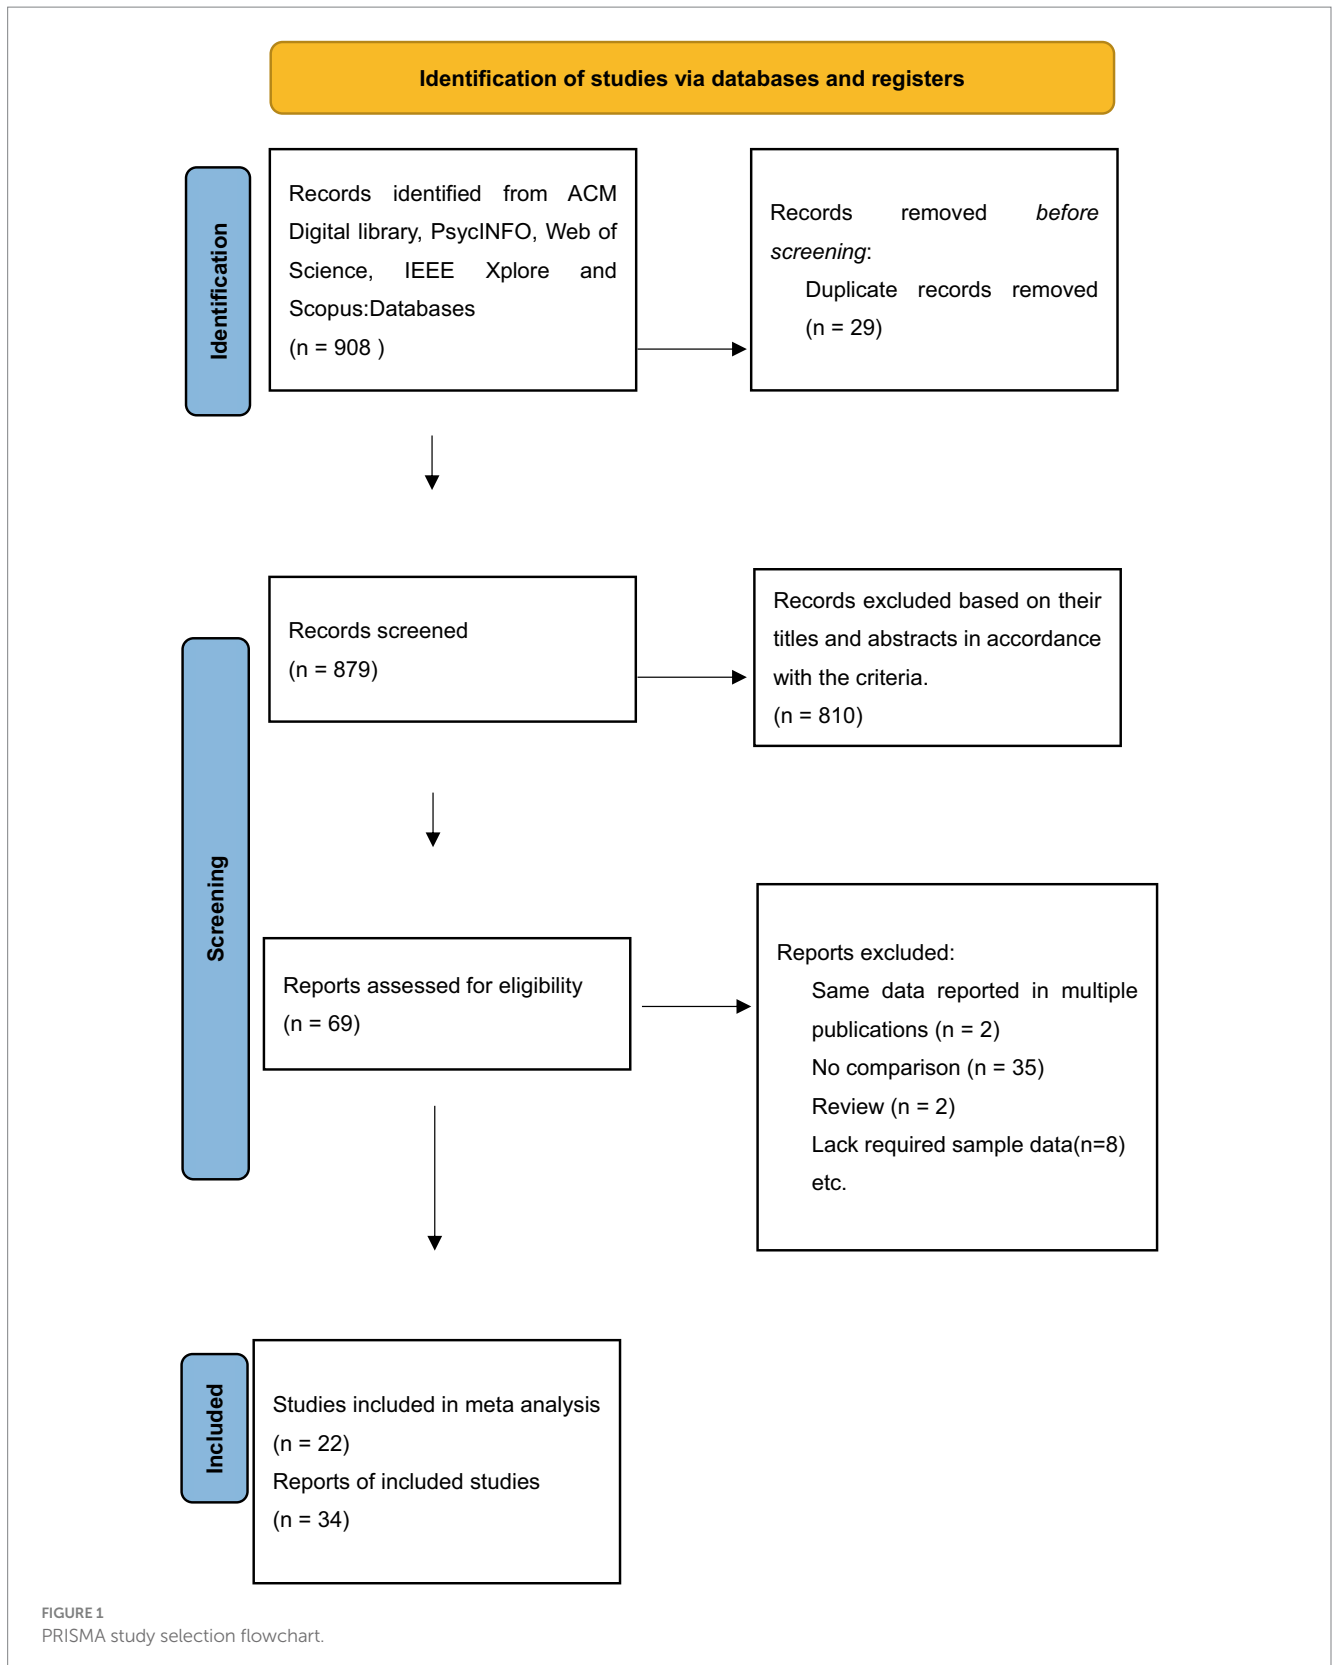 Identification of studies via databases and registers
Identification
Records identified from ACM
Digital library, PsycINFO, Web of
Science, IEEE Xplore and
Scopus:Databases
(n = 908 )
Records removed before
screening:
Duplicate records removed
(n = 29)
Screening
Records screened
(n = 879)
Records excluded based on their
titles and abstracts in accordance
with the criteria.
(n = 810)
Reports assessed for eligibility
(n = 69)
Reports excluded:
Same data reported in multiple
publications (n = 2)
No comparison (n = 35)
Review (n = 2)
Lack required sample data(n=8)
etc.
Included
Studies included in meta analysis
(n = 22)
Reports of included studies
(n = 34)
FIGURE 1
PRISMA study selection flowchart.